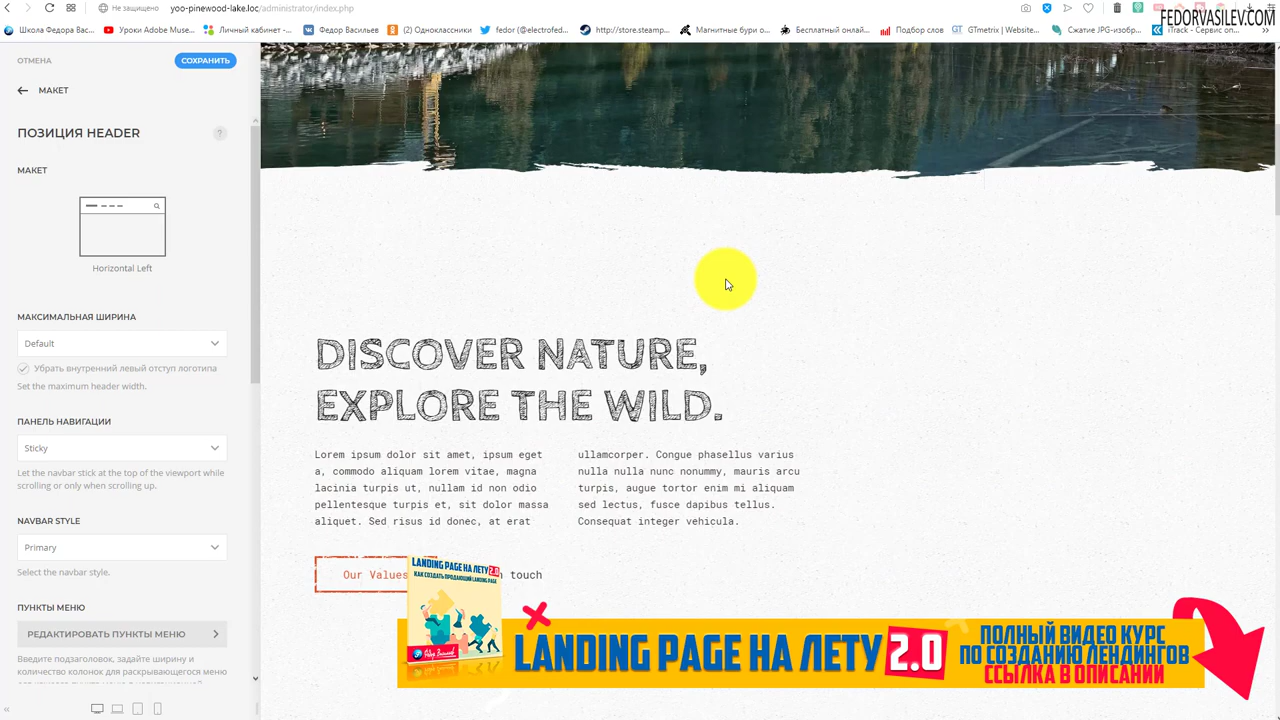 yoo-pinewood-lake.loc/administrator/index.php
Не защищено
FEDORVASILEV.COM
Школа Федора Вас...
Уроки Adobe Muse...
Личный кабинет -...
Федор Васильев
(2) Одноклассники
fedor (@electrofed...
http://store.steamp...
Магнитные бури о...
Бесплатный онлай...
Подбор слов
GTmetrix | Website...
Сжатие JPG-изобр...
iTrack - Сервис оп...
ОТМЕНА
СОХРАНИТЬ
МАКЕТ
ПОЗИЦИЯ HEADER
?
МАКЕТ
Horizontal Left
МАКСИМАЛЬНАЯ ШИРИНА
Default
Убрать внутренний левый отступ логотипа
Set the maximum header width.
ПАНЕЛЬ НАВИГАЦИИ
Sticky
Let the navbar stick at the top of the viewport while
scrolling or only when scrolling up.
NAVBAR STYLE
Primary
Select the navbar style.
ПУНКТЫ МЕНЮ
РЕДАКТИРОВАТЬ ПУНКТЫ МЕНЮ
Введите подзаголовок, задайте ширину и
количество колонок для раскрывающегося меню
DISCOVER NATURE,
EXPLORE THE WILD.
Lorem ipsum dolor sit amet, ipsum eget
a, commodo aliquam lorem vitae, magna
lacinia turpis ut, nullam id non odio
pellentesque turpis et, sit dolor massa
aliquet. Sed risus id donec, at erat
ullamcorper. Congue phasellus varius
nulla nulla nunc nonummy, mauris arcu
turpis, augue tortor enim mi aliquam
sed lectus, fusce dapibus tellus.
Consequat integer vehicula.
Our Values
touch
LANDING PAGE НА ЛЕТУ 2.0
КАК СОЗДАТЬ ПРОДАЮЩИЙ LANDING PAGE
Федор Васильев
LANDING PAGE НА ЛЕТУ 2.0
ПОЛНЫЙ ВИДЕО КУРС
ПО СОЗДАНИЮ ЛЕНДИНГОВ
ССЫЛКА В ОПИСАНИИ